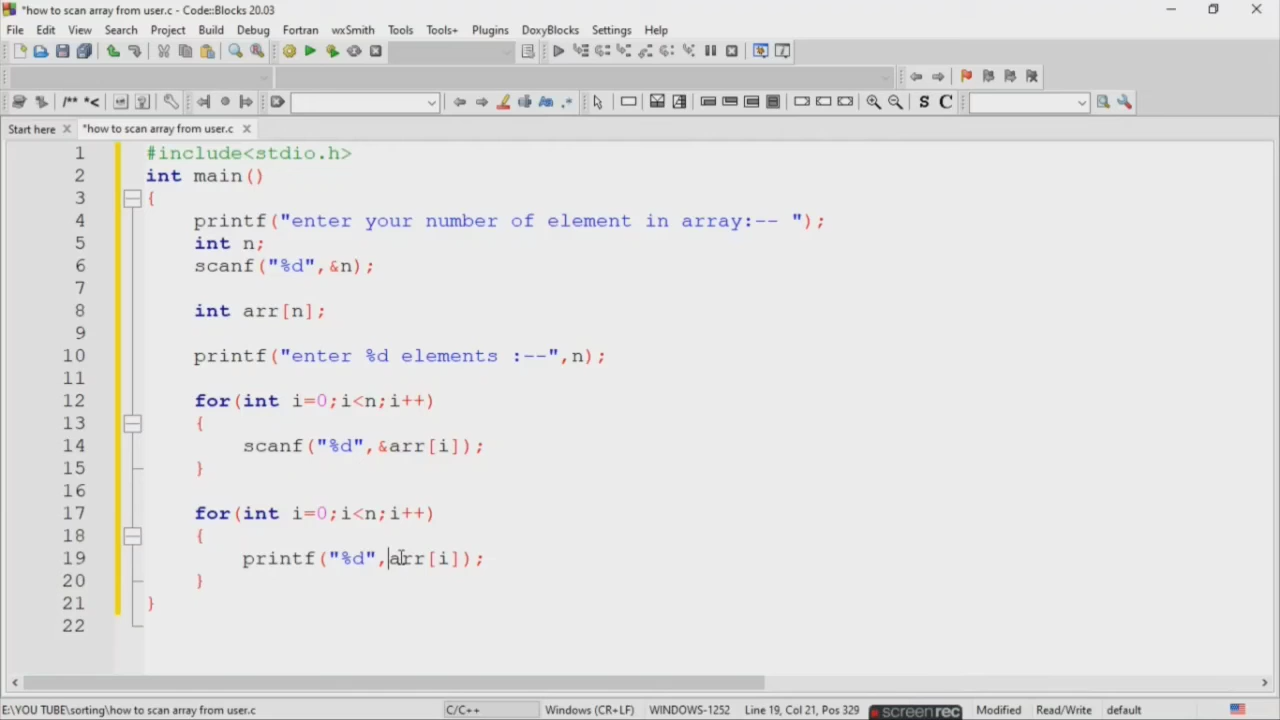 *how to scan array from user.c - Code::Blocks 20.03
File Edit View Search Project Build Debug Fortran wxSmith Tools Tools+ Plugins DoxyBlocks Settings Help
/** *< S C
Start here *how to scan array from user.c
1 #include<stdio.h>
2 int main()
3 {
4 printf("enter your number of element in array:-- ");
5 int n;
6 scanf("%d",&n);
7
8 int arr[n];
9
10 printf("enter %d elements :--",n);
11
12 for(int i=0;i<n;i++)
13 {
14 scanf("%d",&arr[i]);
15 }
16
17 for(int i=0;i<n;i++)
18 {
19 printf("%d",arr[i]);
20 }
21 }
22
E:\YOU TUBE\sorting\how to scan array from user.c C/C++ Windows (CR+LF) WINDOWS-1252 Line 19, Col 21, Pos 329 screenrec Modified Read/Write default